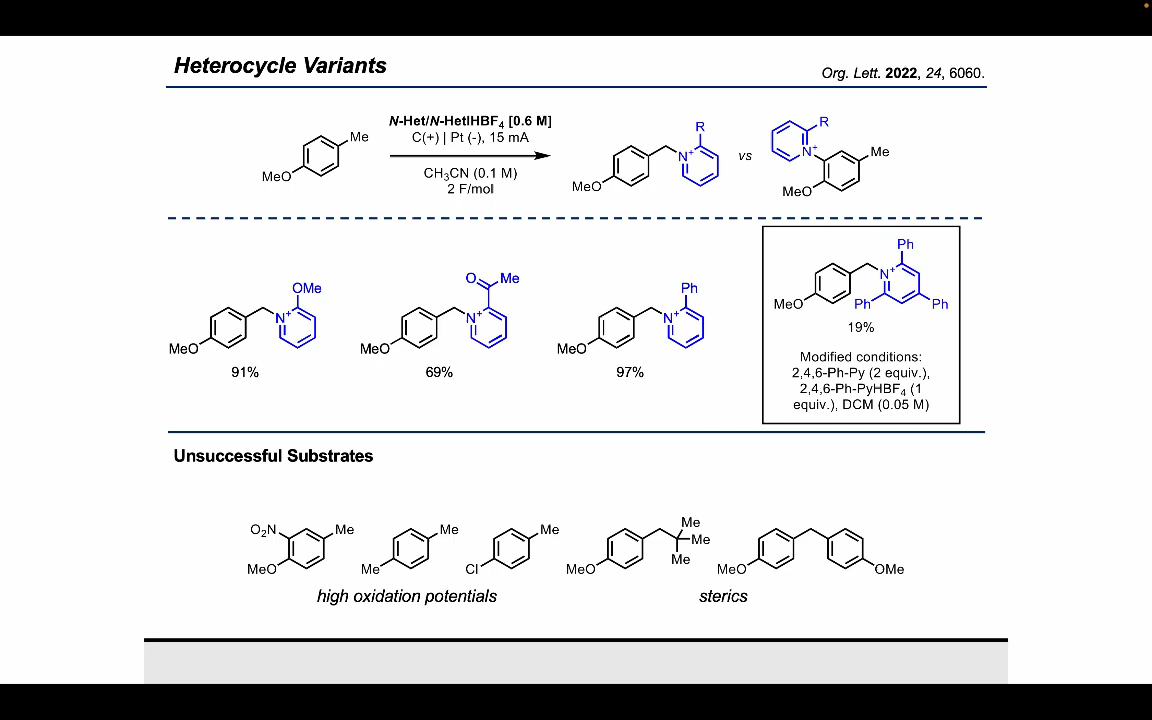 Heterocycle Variants
Org. Lett. 2022, 24, 6060.
N-Het/N-Het|HBF4 [0.6 M]
C(+) | Pt (-), 15 mA
CH3CN (0.1 M)
2 F/mol
Me
MeO
R
N+
MeO
vs
R
N+
Me
MeO
OMe
N+
MeO
91%
O
Me
N+
MeO
69%
Ph
N+
MeO
97%
Ph
N+
MeO
Ph
Ph
19%
Modified conditions:
2,4,6-Ph-Py (2 equiv.),
2,4,6-Ph-PyHBF4 (1
equiv.), DCM (0.05 M)
Unsuccessful Substrates
O2N
Me
MeO
Me
Me
Me
Cl
Me
Me
Me
MeO
MeO
OMe
high oxidation potentials
sterics